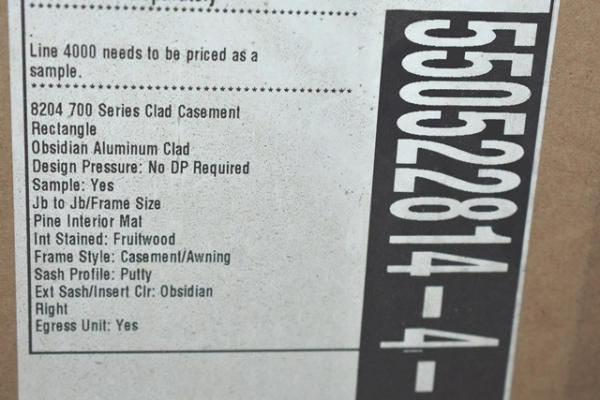 Line 4000 needs to be priced as a
sample.
8204 700 Series Clad Casement
Rectangle
Obsidian Aluminum Clad
Design Pressure: No DP Required
Sample: Yes
Jb to Jb/Frame Size
Pine Interior Mat
Int Stained: Fruitwood
Frame Style: Casement/Awning
Sash Profile: Putty
Ext Sash/Insert Clr: Obsidian
Right
Egress Unit: Yes
55052814-4-